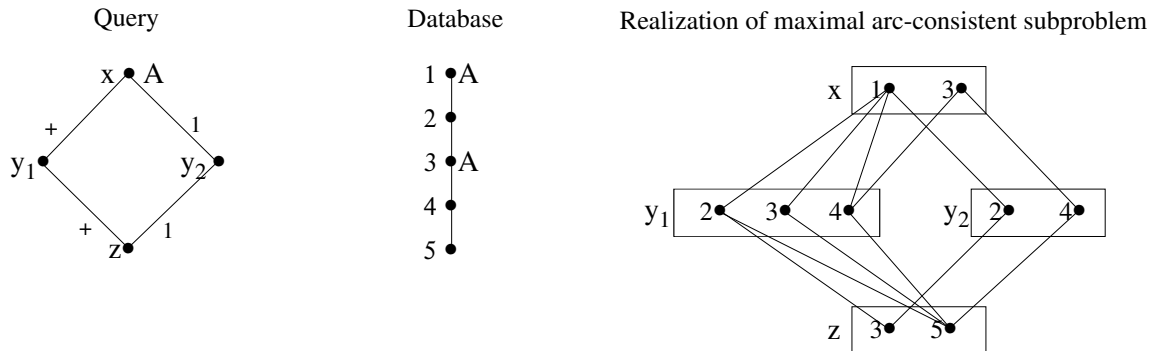 Query
x A
+ 1
y1 y2
+ 1
z
Database
1 A
2
3 A
4
5
Realization of maximal arc-consistent subproblem
x 1 3
y1 2 3 4
y2 2 4
z 3 5